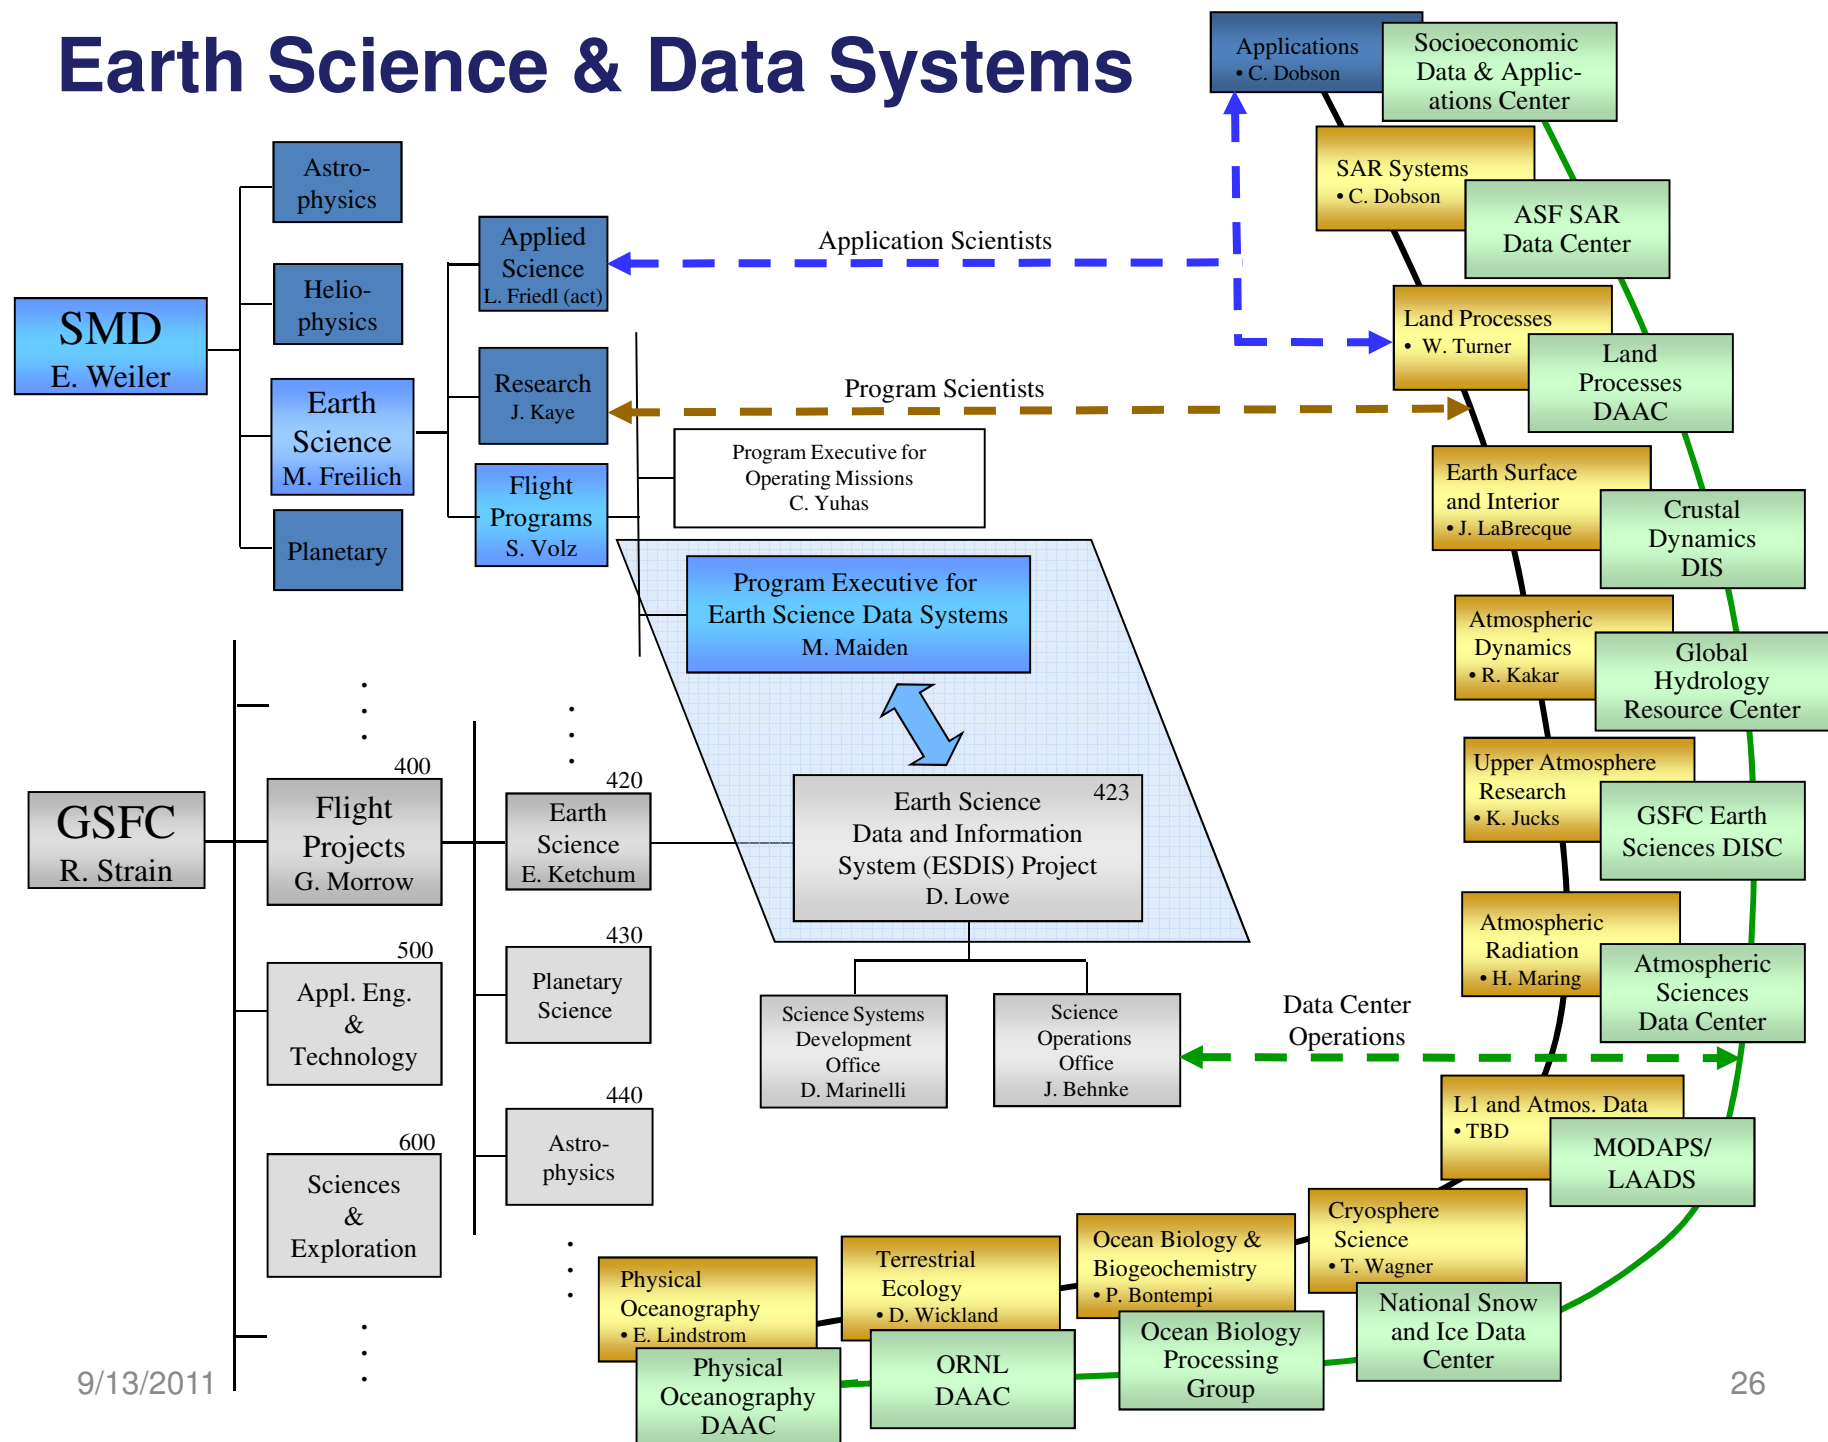 Earth Science & Data Systems
Applications
• C. Dobson
Socioeconomic
Data & Applic-
ations Center
SAR Systems
• C. Dobson
ASF SAR
Data Center
Land Processes
• W. Turner
Land
Processes
DAAC
Earth Surface
and Interior
• J. LaBrecque
Crustal
Dynamics
DIS
Atmospheric
Dynamics
• R. Kakar
Global
Hydrology
Resource Center
Upper Atmosphere
Research
• K. Jucks
GSFC Earth
Sciences DISC
Atmospheric
Radiation
• H. Maring
Atmospheric
Sciences
Data Center
L1 and Atmos. Data
• TBD
MODAPS/
LAADS
Cryosphere
Science
• T. Wagner
National Snow
and Ice Data
Center
Ocean Biology &
Biogeochemistry
• P. Bontempi
Ocean Biology
Processing
Group
Terrestrial
Ecology
• D. Wickland
ORNL
DAAC
Physical
Oceanography
• E. Lindstrom
Physical
Oceanography
DAAC
SMD
E. Weiler
Astro-
physics
Helio-
physics
Earth
Science
M. Freilich
Planetary
Applied
Science
L. Friedl (act)
Research
J. Kaye
Flight
Programs
S. Volz
Application Scientists
Program Scientists
Program Executive for
Operating Missions
C. Yuhas
Program Executive for
Earth Science Data Systems
M. Maiden
GSFC
R. Strain
400
Flight
Projects
G. Morrow
500
Appl. Eng.
&
Technology
600
Sciences
&
Exploration
420
Earth
Science
E. Ketchum
430
Planetary
Science
440
Astro-
physics
423
Earth Science
Data and Information
System (ESDIS) Project
D. Lowe
Science Systems
Development
Office
D. Marinelli
Science
Operations
Office
J. Behnke
Data Center
Operations
9/13/2011
26